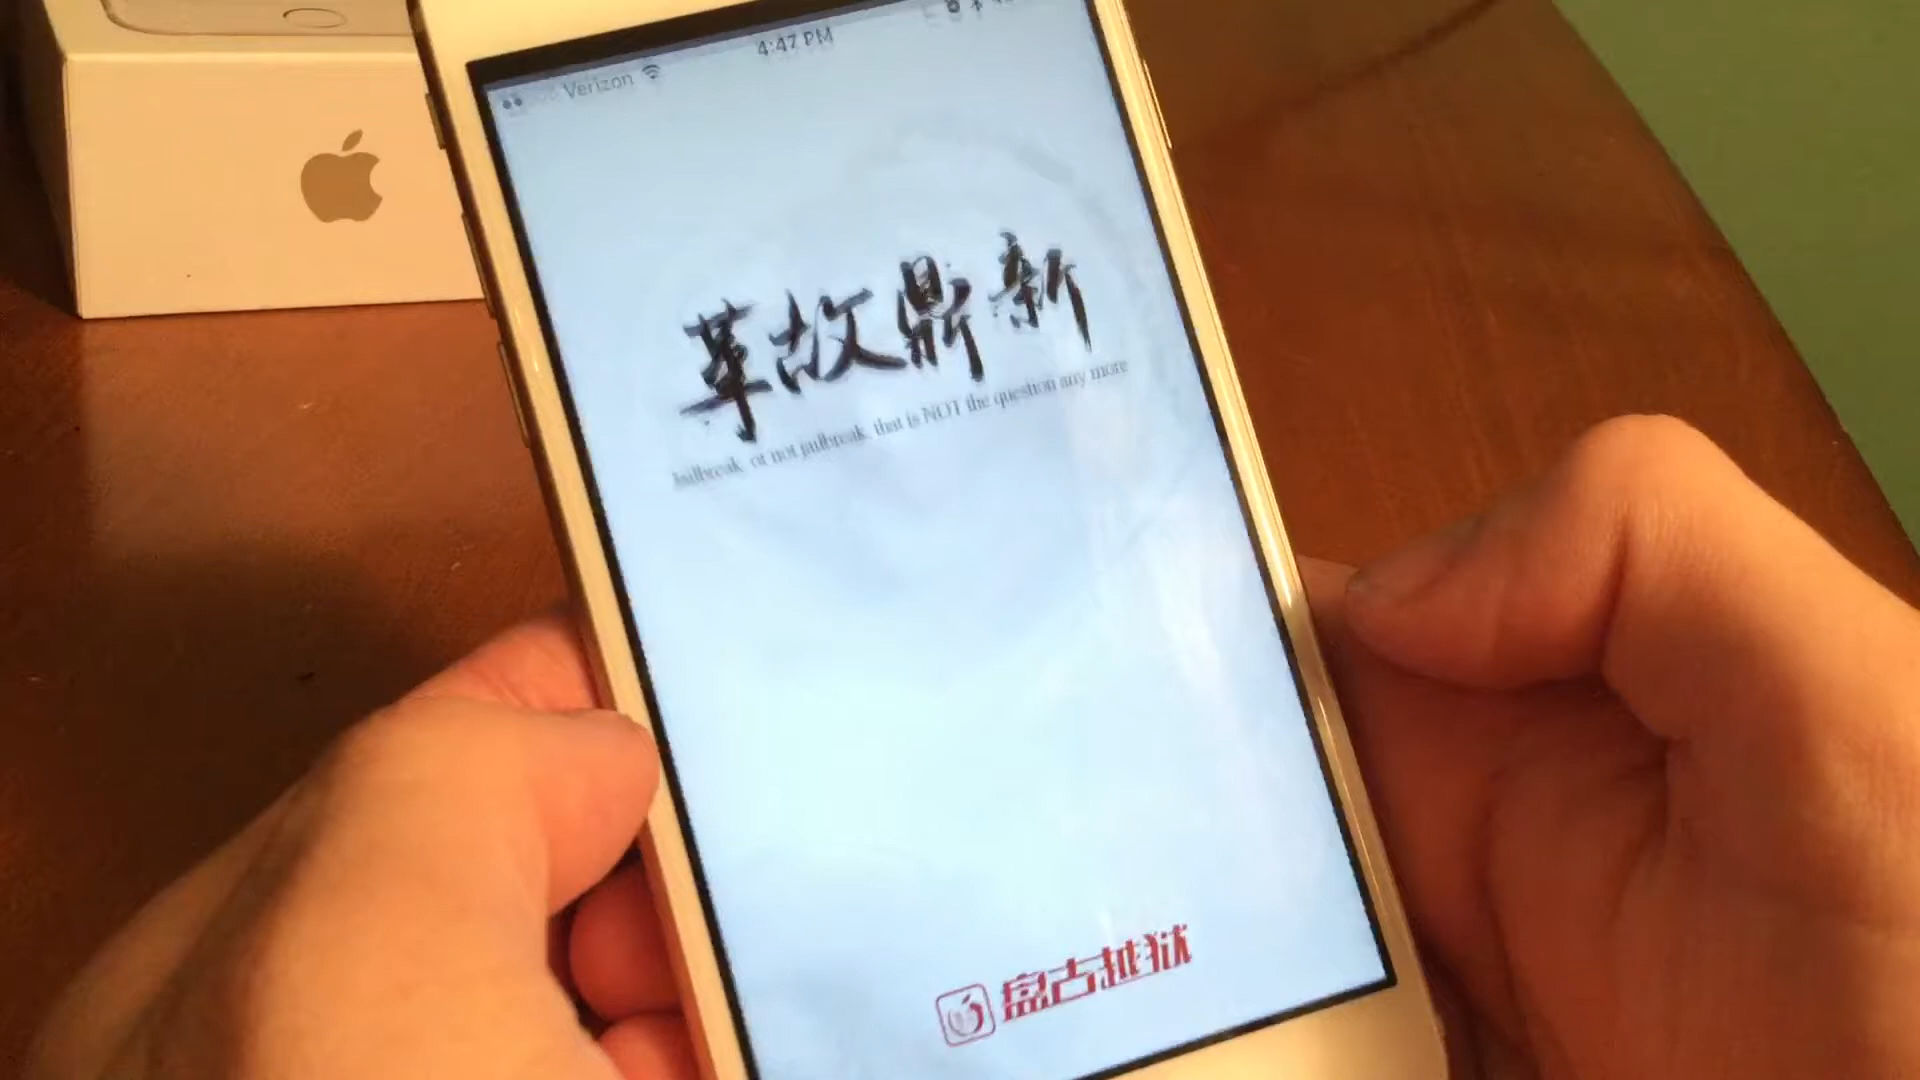 Verizon
4:47 PM
革故鼎新
Jailbreak, or not jailbreak, that is NOT the question any more
盘古越狱